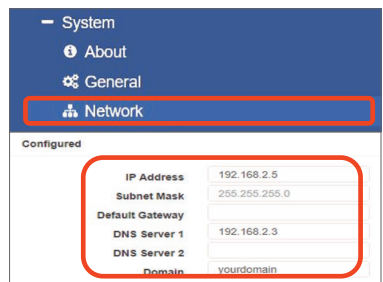 System
About
General
Network
Configured
IP Address 192.168.2.5
Subnet Mask 255.255.255.0
Default Gateway
DNS Server 1 192.168.2.3
DNS Server 2
Domain yourdomain